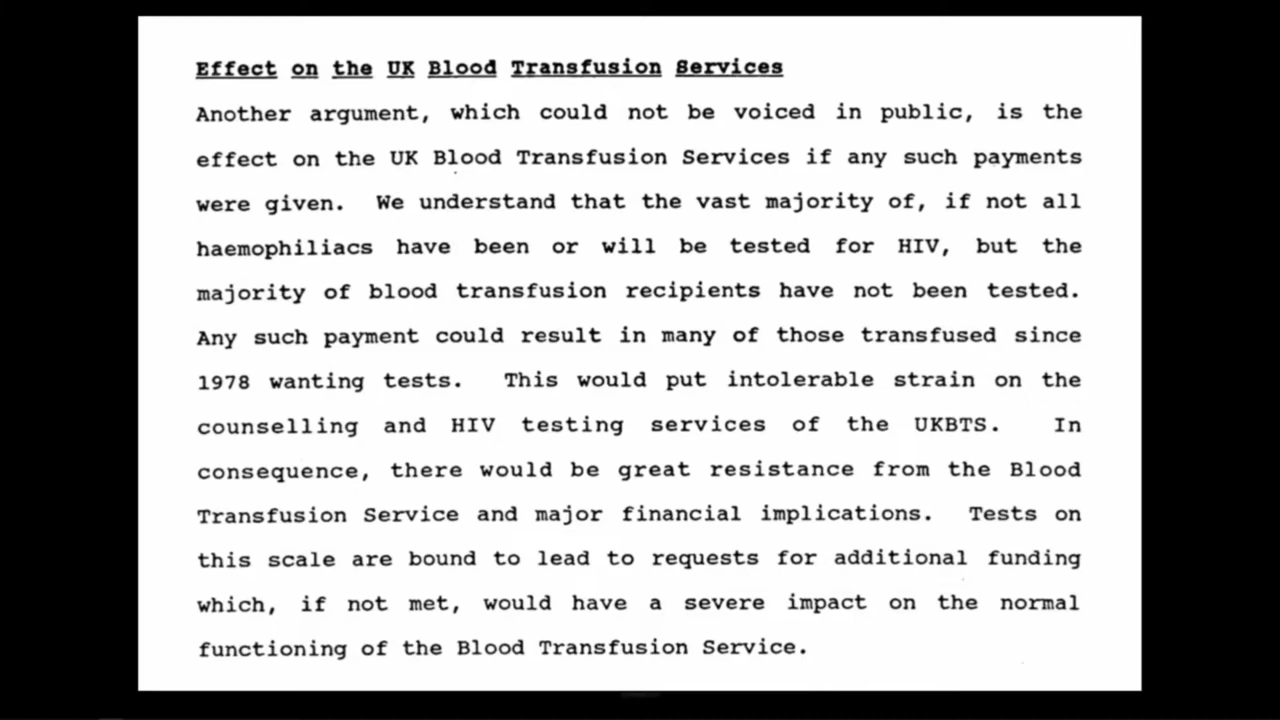 Effect on the UK Blood Transfusion Services
Another argument, which could not be voiced in public, is the
effect on the UK Blood Transfusion Services if any such payments
were given. We understand that the vast majority of, if not all
haemophiliacs have been or will be tested for HIV, but the
majority of blood transfusion recipients have not been tested.
Any such payment could result in many of those transfused since
1978 wanting tests. This would put intolerable strain on the
counselling and HIV testing services of the UKBTS. In
consequence, there would be great resistance from the Blood
Transfusion Service and major financial implications. Tests on
this scale are bound to lead to requests for additional funding
which, if not met, would have a severe impact on the normal
functioning of the Blood Transfusion Service.